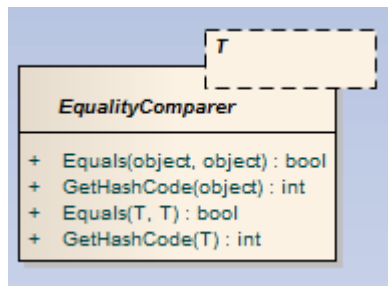 T
EqualityComparer
+ Equals(object, object) : bool
+ GetHashCode(object) : int
+ Equals(T, T) : bool
+ GetHashCode(T) : int